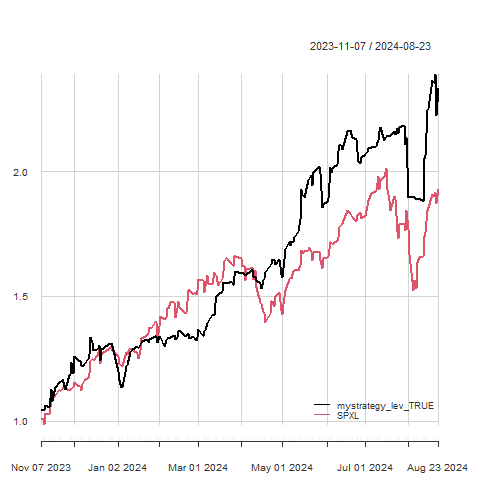 2023-11-07 / 2024-08-23
2.0
1.5
1.0
mystrategy_lev_TRUE
SPXL
Nov 07 2023 Jan 02 2024 Mar 01 2024 May 01 2024 Jul 01 2024 Aug 23 2024